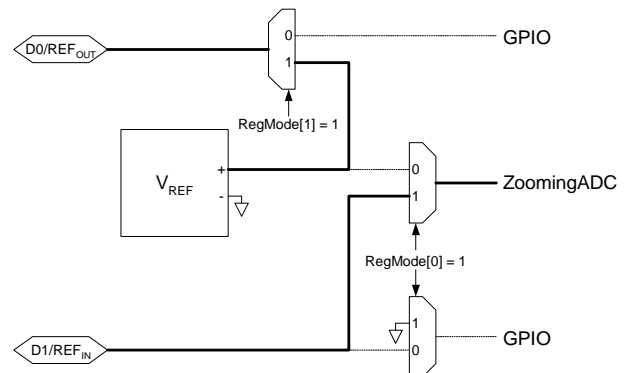 0
GPIO
D0/REFOUT
1
RegMode[1] = 1
+
0
VREF
1
ZoomingADC
-
RegMode[0] = 1
1
GPIO
D1/REFIN
0